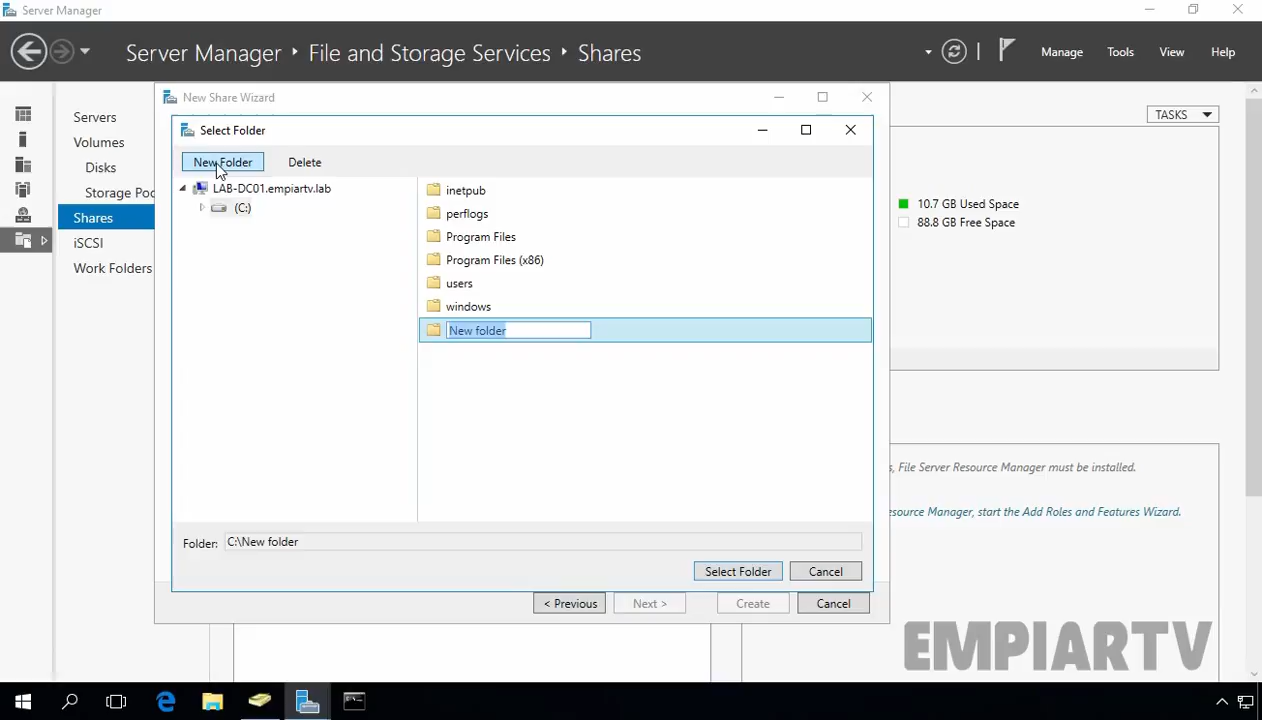 Server Manager
Server Manager ‣ File and Storage Services ‣ Shares
Manage Tools View Help
Servers
Volumes
Disks
Storage Poo
Shares
iSCSI
Work Folders
New Share Wizard
TASKS
Select Folder
New Folder Delete
LAB-DC01.empiartv.lab
(C:)
inetpub
perflogs
Program Files
Program Files (x86)
users
windows
New folder
Folder: C:\New folder
Select Folder Cancel
< Previous Next > Create Cancel
10.7 GB Used Space
88.8 GB Free Space
s, File Server Resource Manager must be installed.
esource Manager, start the Add Roles and Features Wizard.
EMPIARTV